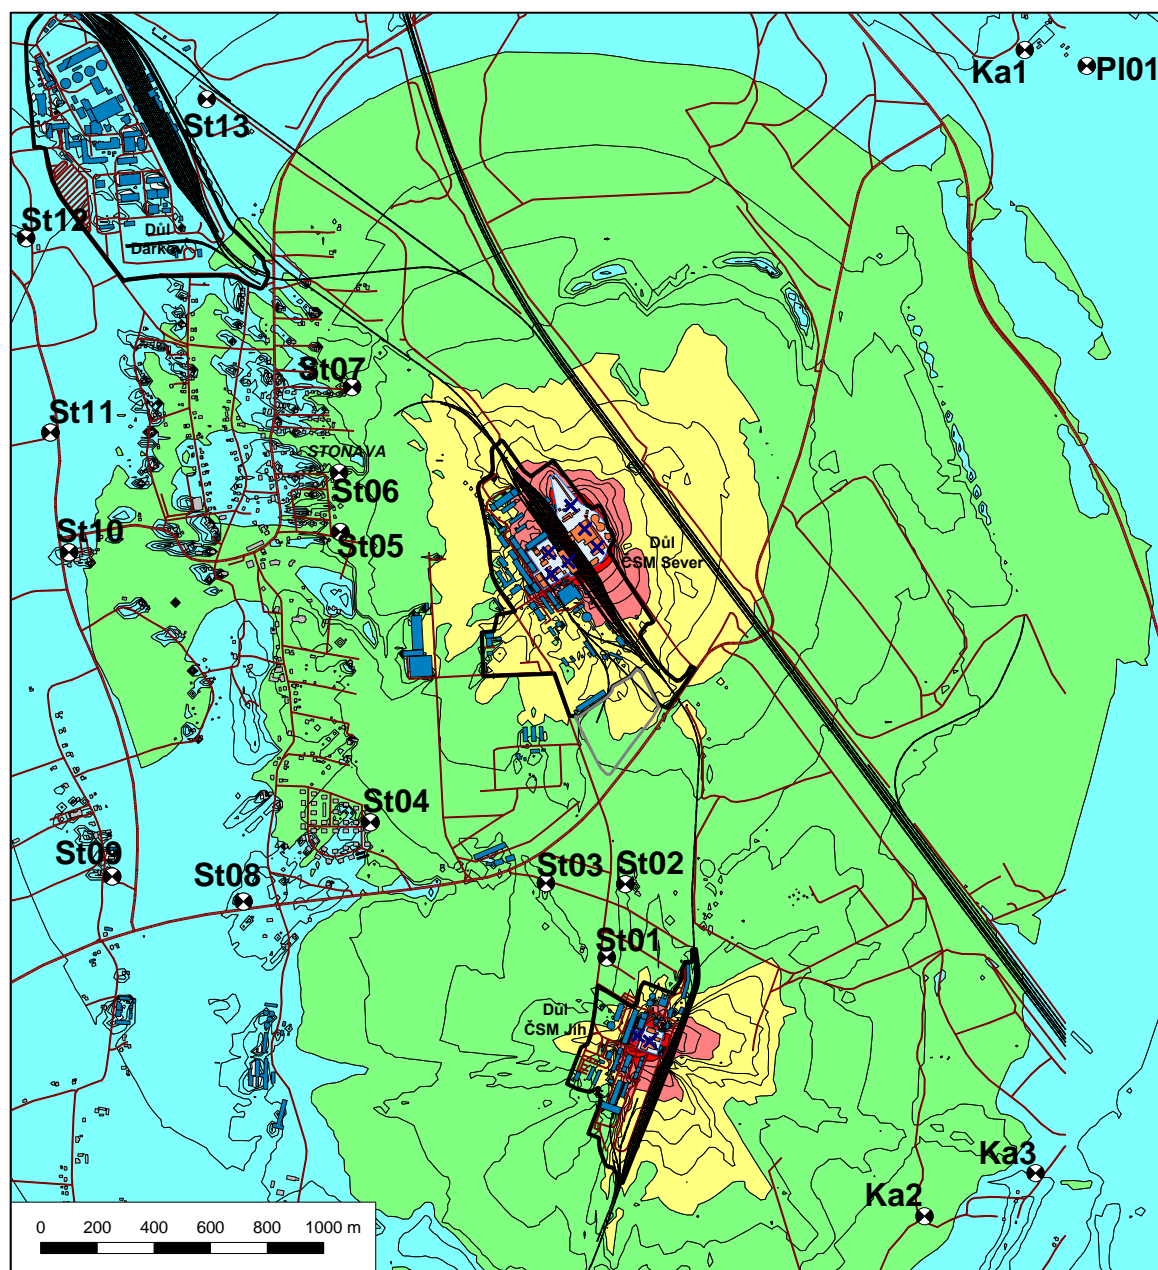 Ka1
Pl01
St13
St12
Důl
Darkov
St07
St11
STONAVA
St06
St10
St05
Důl
ČSM Sever
St04
St09
St08
St03
St02
St01
Důl
ČSM Jih
Ka3
Ka2
0 200 400 600 800 1000 m